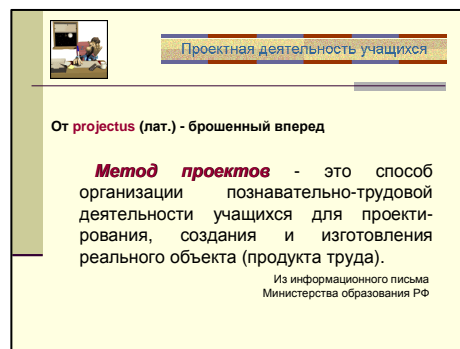 Проектная деятельность учащихся
От projectus (лат.) - брошенный вперед
Метод проектов - это способ
организации познавательно-трудовой
деятельности учащихся для проекти-
рования, создания и изготовления
реального объекта (продукта труда).
Из информационного письма
Министерства образования РФ